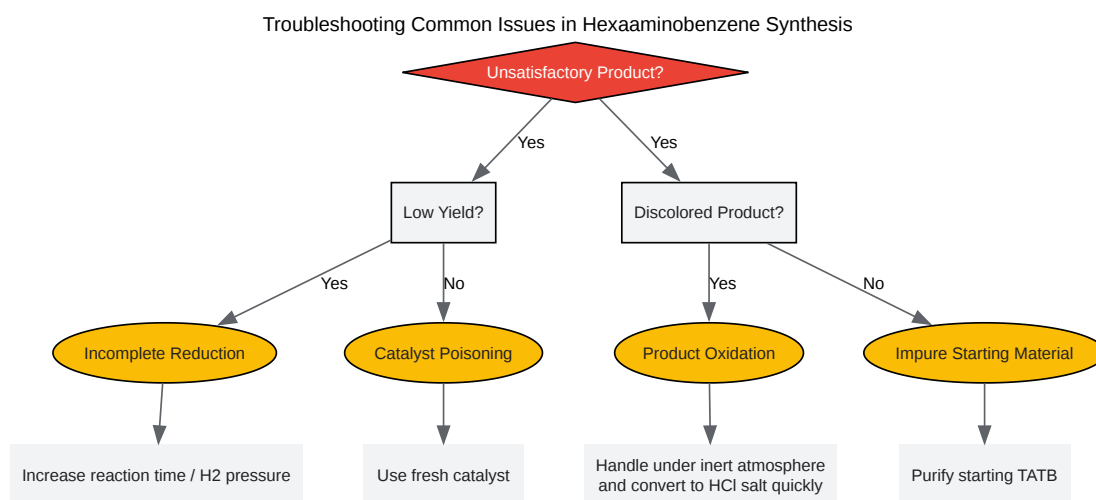 Troubleshooting Common Issues in Hexaaminobenzene Synthesis
Unsatisfactory Product?
Yes
Yes
Low Yield?
Discolored Product?
Yes
No
Yes
No
Incomplete Reduction
Catalyst Poisoning
Product Oxidation
Impure Starting Material
Increase reaction time / H2 pressure
Use fresh catalyst
Handle under inert atmosphere
and convert to HCl salt quickly
Purify starting TATB